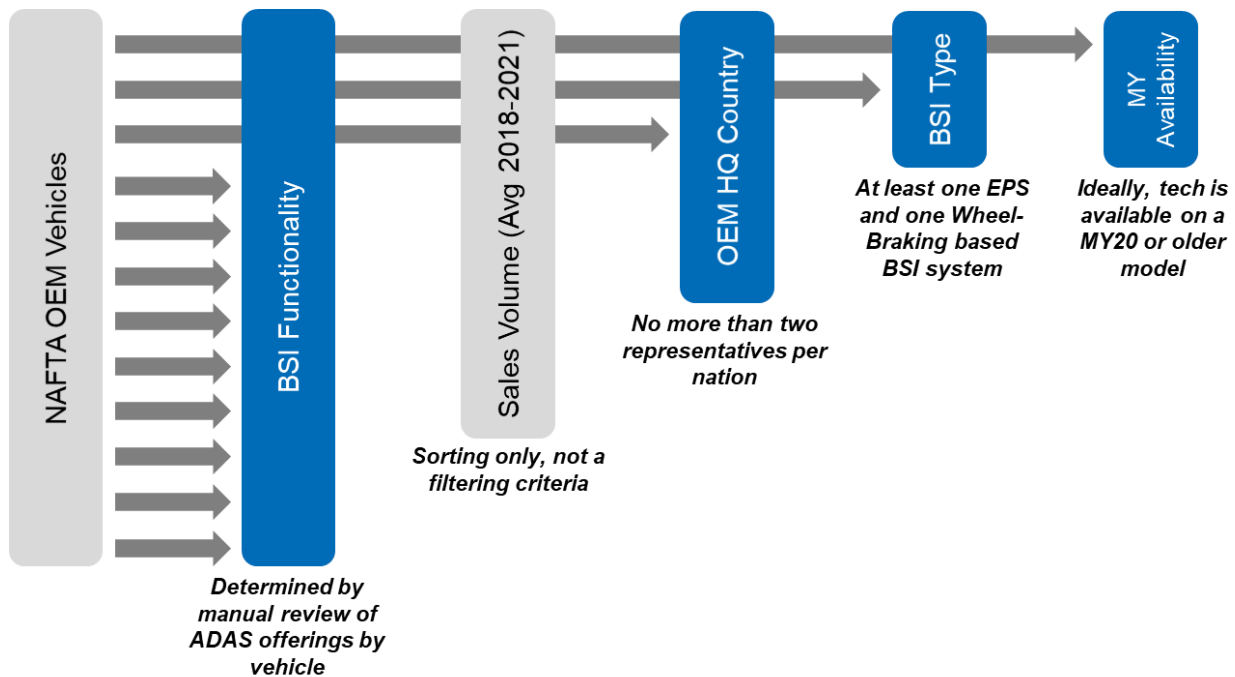 NAFTA OEM Vehicles
BSI Functionality
Determined by
manual review of
ADAS offerings by
vehicle
Sales Volume (Avg 2018-2021)
Sorting only, not a
filtering criteria
OEM HQ Country
No more than two
representatives per
nation
BSI Type
At least one EPS
and one Wheel-
Braking based
BSI system
MY
Availability
Ideally, tech is
available on a
MY20 or older
model